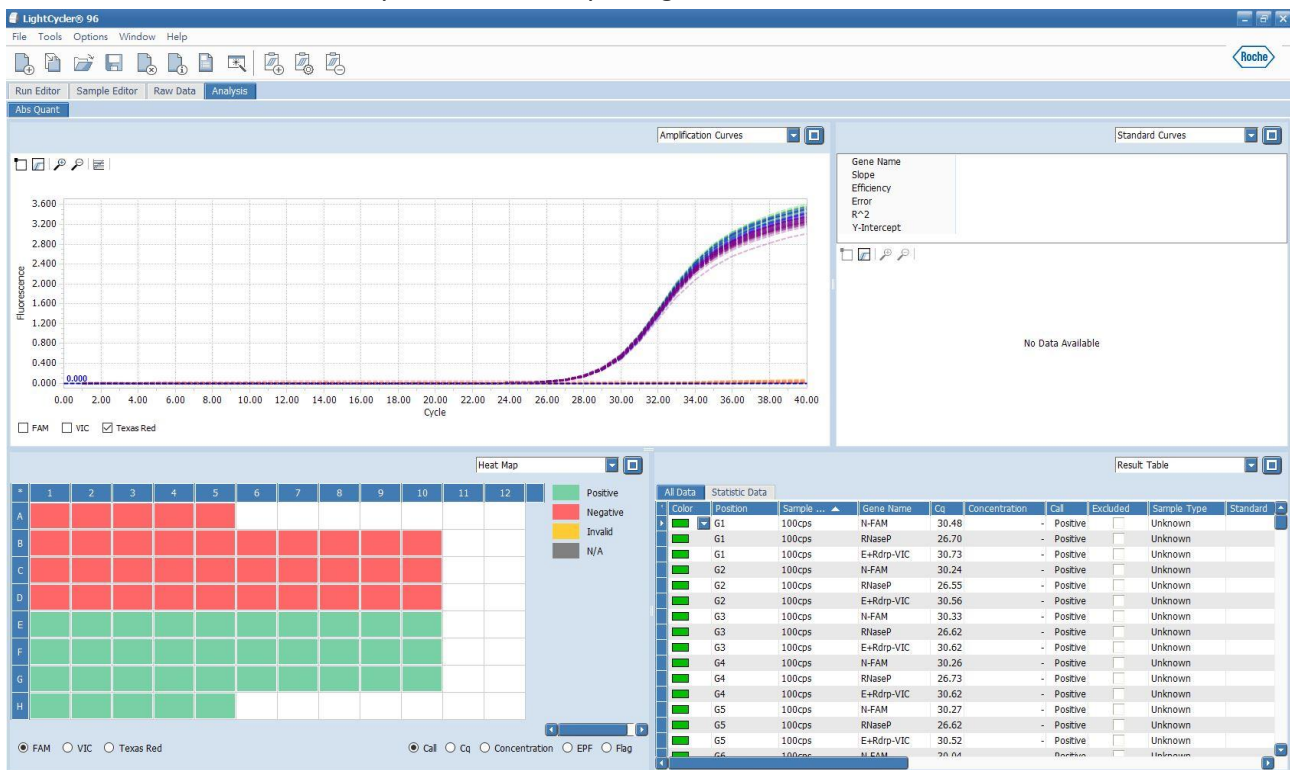 LightCycler® 96
File Tools Options Window Help
Roche
Run Editor Sample Editor Raw Data Analysis
Abs Quant
Amplification Curves
Standard Curves
Gene Name
Slope
Efficiency
Error
R^2
Y-Intercept
3.600
3.200
2.800
2.400
2.000
1.600
1.200
0.800
0.400
0.000
Fluorescence
0.000
0.00 2.00 4.00 6.00 8.00 10.00 12.00 14.00 16.00 18.00 20.00 22.00 24.00 26.00 28.00 30.00 32.00 34.00 36.00 38.00 40.00
Cycle
FAM VIC Texas Red
No Data Available
Heat Map
* 1 2 3 4 5 6 7 8 9 10 11 12
A
B
C
D
E
F
G
H
Positive
Negative
Invalid
N/A
FAM VIC Texas Red
Call Cq Concentration EPF Flag
Result Table
All Data Statistic Data
Color Position Sample ... Gene Name Cq Concentration Call Excluded Sample Type Standard
G1 100cps N-FAM 30.48 - Positive Unknown
G1 100cps RNaseP 26.70 - Positive Unknown
G1 100cps E+Rdrp-VIC 30.73 - Positive Unknown
G2 100cps N-FAM 30.24 - Positive Unknown
G2 100cps RNaseP 26.55 - Positive Unknown
G2 100cps E+Rdrp-VIC 30.56 - Positive Unknown
G3 100cps N-FAM 30.33 - Positive Unknown
G3 100cps RNaseP 26.62 - Positive Unknown
G3 100cps E+Rdrp-VIC 30.62 - Positive Unknown
G4 100cps N-FAM 30.26 - Positive Unknown
G4 100cps RNaseP 26.73 - Positive Unknown
G4 100cps E+Rdrp-VIC 30.62 - Positive Unknown
G5 100cps N-FAM 30.27 - Positive Unknown
G5 100cps RNaseP 26.62 - Positive Unknown
G5 100cps E+Rdrp-VIC 30.52 - Positive Unknown